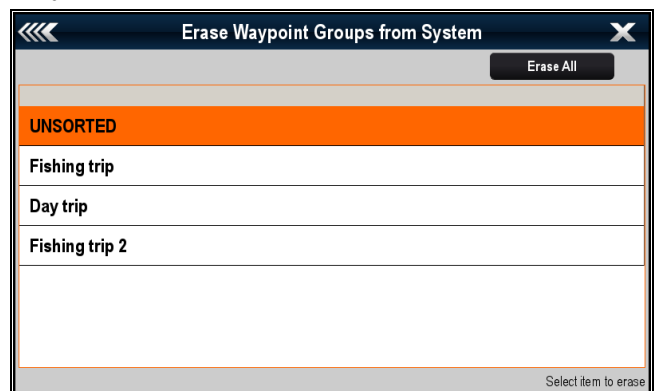 Erase Waypoint Groups from System
Erase All
UNSORTED
Fishing trip
Day trip
Fishing trip 2
Select item to erase